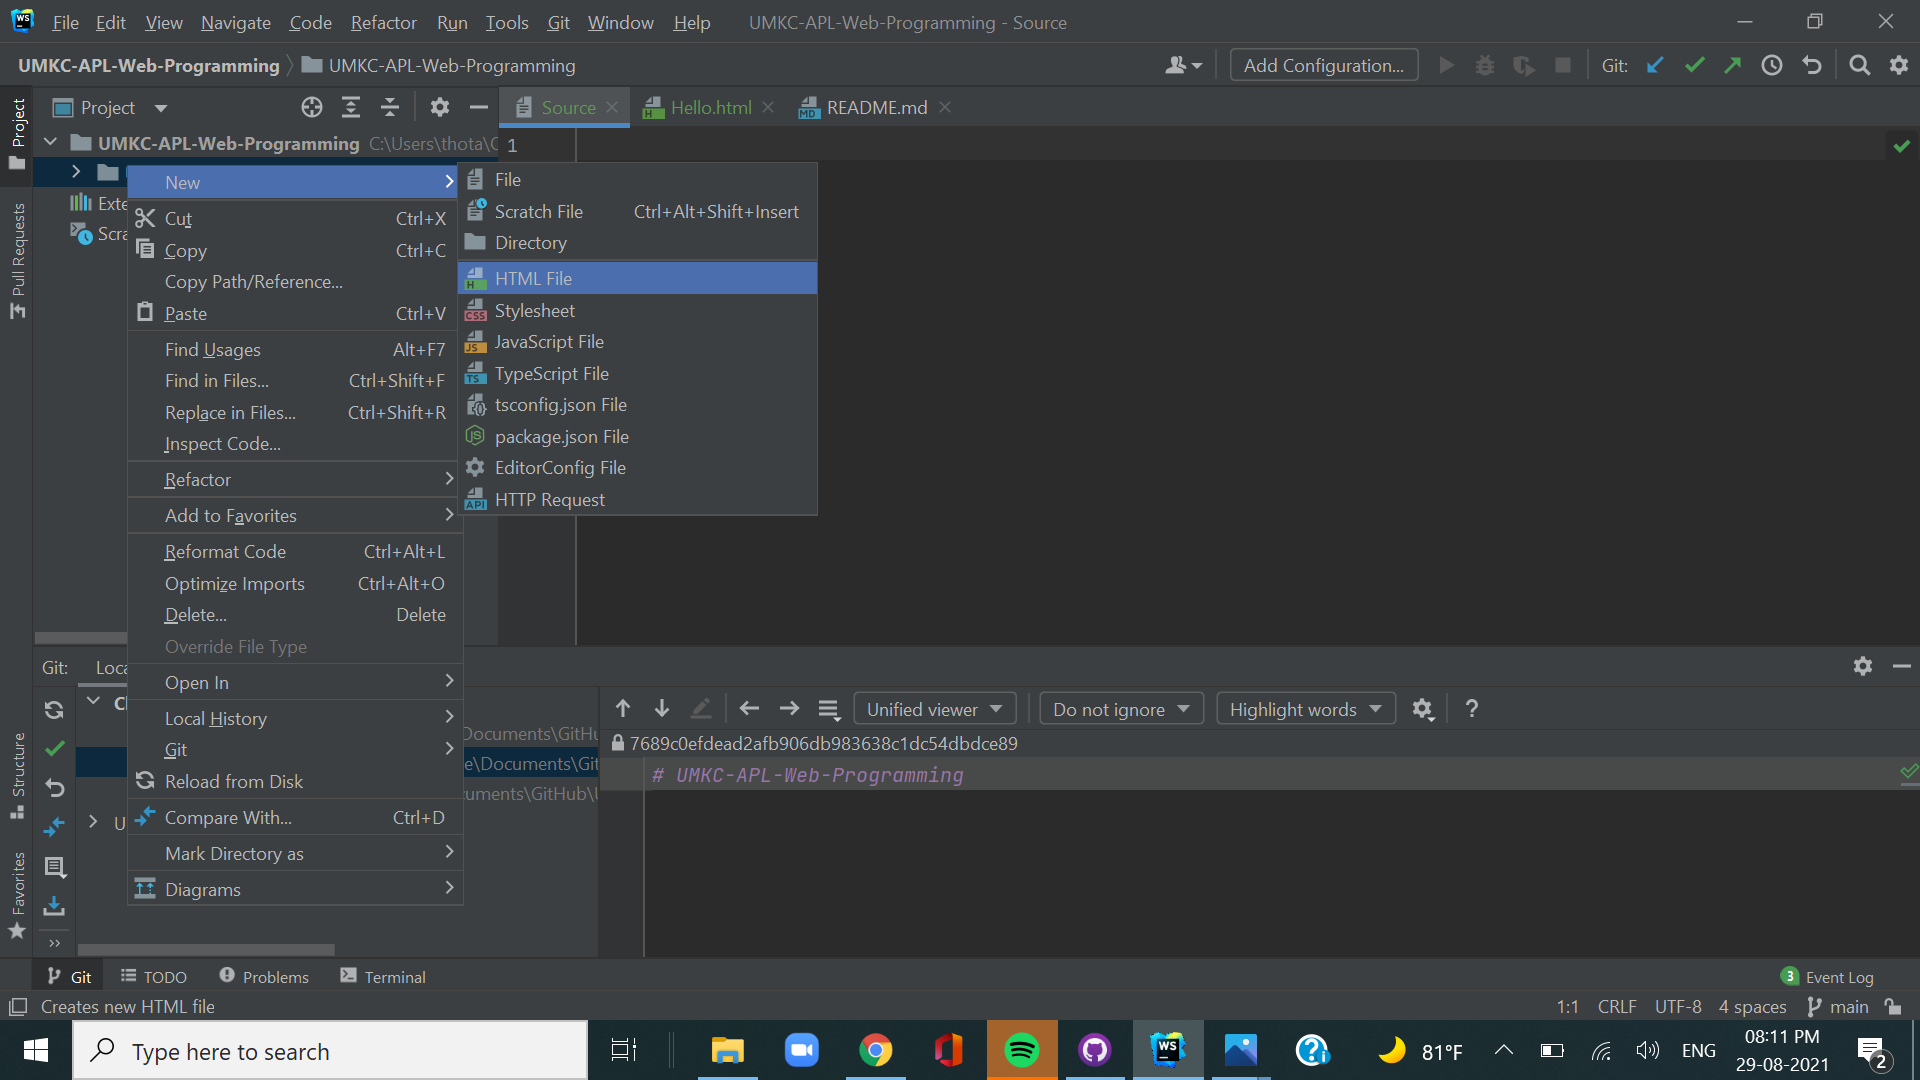 File Edit View Navigate Code Refactor Run Tools Git Window Help UMKC-APL-Web-Programming - Source
UMKC-APL-Web-Programming UMKC-APL-Web-Programming Add Configuration... Git:
Project Project Source Hello.html README.md
UMKC-APL-Web-Programming C:\Users\thota\ 1
New
Cut Ctrl+X
Copy Ctrl+C
Copy Path/Reference...
Paste Ctrl+V
Find Usages Alt+F7
Find in Files... Ctrl+Shift+F
Replace in Files... Ctrl+Shift+R
Inspect Code...
Refactor
Add to Favorites
Reformat Code Ctrl+Alt+L
Optimize Imports Ctrl+Alt+O
Delete... Delete
Override File Type
Open In
Local History
Git
Reload from Disk
Compare With... Ctrl+D
Mark Directory as
Diagrams
File
Scratch File Ctrl+Alt+Shift+Insert
Directory
HTML File
Stylesheet
JavaScript File
TypeScript File
tsconfig.json File
package.json File
EditorConfig File
HTTP Request
Pull Requests
Structure
Favorites
Exte
Scra
Git: Loca
Unified viewer Do not ignore Highlight words ?
7689c0efdead2afb906db983638c1dc54dbdce89
# UMKC-APL-Web-Programming
Documents\GitHu
e\Documents\Git
uments\GitHub\
U
Git TODO Problems Terminal 3 Event Log
Creates new HTML file 1:1 CRLF UTF-8 4 spaces main
Type here to search WS 81°F ENG 08:11 PM
29-08-2021 2